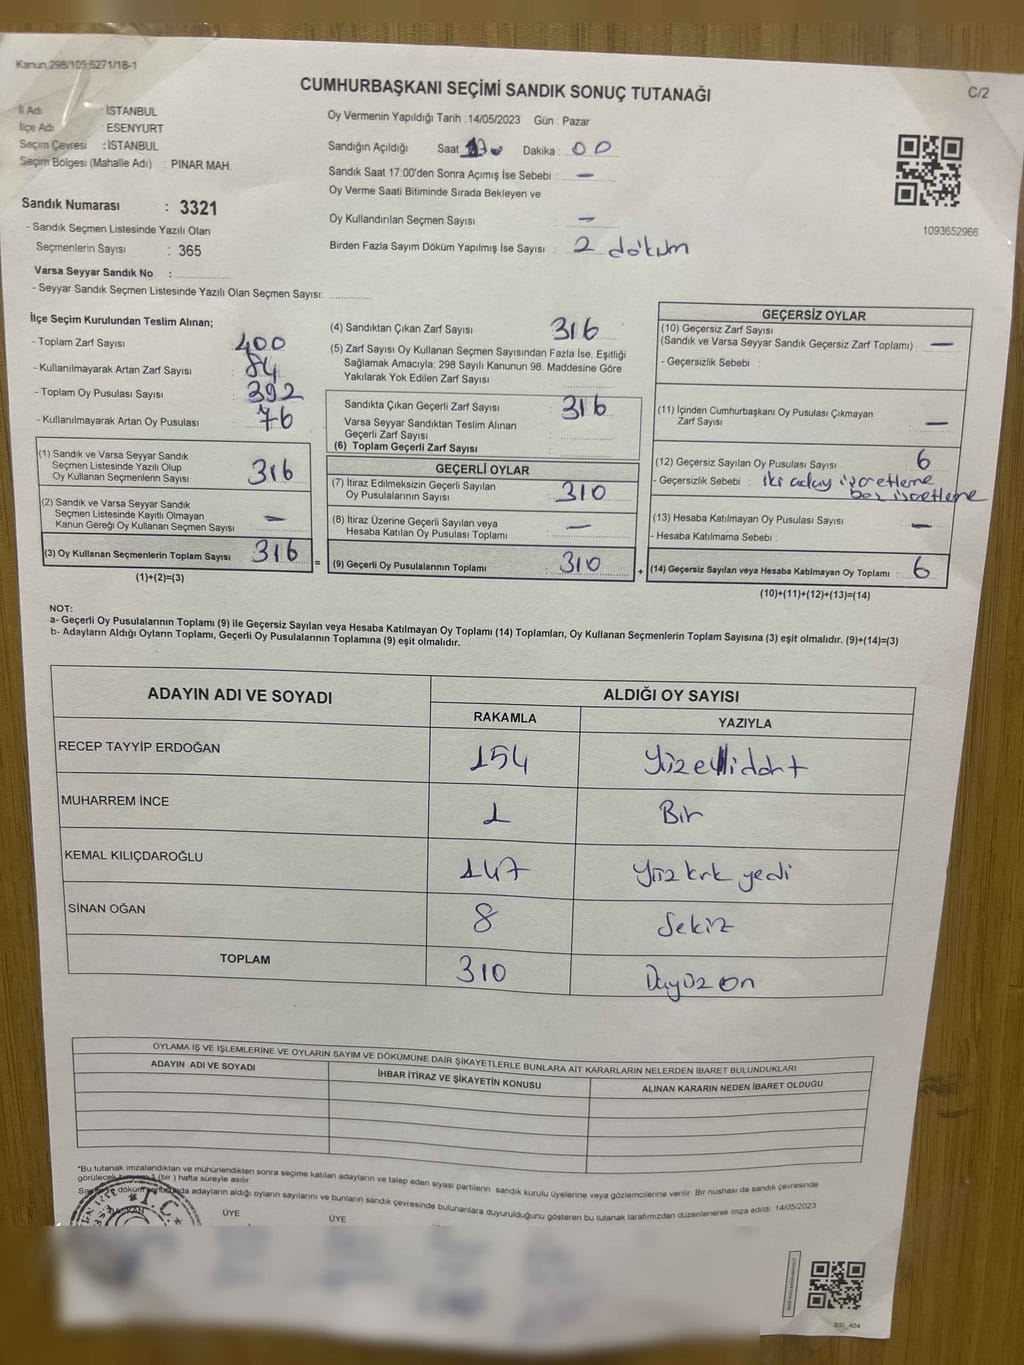 Kanun 298/105;5271/18-1
CUMHURBAŞKANI SEÇİMİ SANDIK SONUÇ TUTANAĞI
C/2
İl Adı : İSTANBUL
İlçe Adı : ESENYURT
Seçim Çevresi : İSTANBUL
Seçim Bölgesi (Mahalle Adı) : PINAR MAH.
Sandık Numarası : 3321
- Sandık Seçmen Listesinde Yazılı Olan
Seçmenlerin Sayısı : 365
Varsa Seyyar Sandık No :
- Seyyar Sandık Seçmen Listesinde Yazılı Olan Seçmen Sayısı:
Oy Vermenin Yapıldığı Tarih : 14/05/2023 Gün : Pazar
Sandığın Açıldığı Saat Dakika : 00
Sandık Saat 17:00'den Sonra Açımış İse Sebebi : —
Oy Verme Saati Bitiminde Sırada Bekleyen ve
Oy Kullandırılan Seçmen Sayısı : —
Birden Fazla Sayım Döküm Yapılmış İse Sayısı : 2 döküm
1093652966
İlçe Seçim Kurulundan Teslim Alınan;
- Toplam Zarf Sayısı : 400
- Kullanılmayarak Artan Zarf Sayısı : 84
- Toplam Oy Pusulası Sayısı : 392
- Kullanılmayarak Artan Oy Pusulası : 76
(1) Sandık ve Varsa Seyyar Sandık
Seçmen Listesinde Yazılı Olup
Oy Kullanan Seçmenlerin Sayısı : 316
(2) Sandık ve Varsa Seyyar Sandık
Seçmen Listesinde Kayıtlı Olmayan
Kanun Gereği Oy Kullanan Seçmen Sayısı : —
(3) Oy Kullanan Seçmenlerin Toplam Sayısı : 316
(1)+(2)=(3)
=
(4) Sandıktan Çıkan Zarf Sayısı 316
(5) Zarf Sayısı Oy Kullanan Seçmen Sayısından Fazla İse, Eşitliği
Sağlamak Amacıyla; 298 Sayılı Kanunun 98. Maddesine Göre
Yakılarak Yok Edilen Zarf Sayısı
Sandıkta Çıkan Geçerli Zarf Sayısı : 316
Varsa Seyyar Sandıktan Teslim Alınan
Geçerli Zarf Sayısı
(6) Toplam Geçerli Zarf Sayısı
GEÇERLİ OYLAR
(7) İtiraz Edilmeksizin Geçerli Sayılan
Oy Pusulalarının Sayısı : 310
(8) İtiraz Üzerine Geçerli Sayılan veya
Hesaba Katılan Oy Pusulası Toplamı : —
(9) Geçerli Oy Pusulalarının Toplamı : 310
+
GEÇERSİZ OYLAR
(10) Geçersiz Zarf Sayısı
(Sandık ve Varsa Seyyar Sandık Geçersiz Zarf Toplamı) : —
- Geçersizlik Sebebi :
(11) İçinden Cumhurbaşkanı Oy Pusulası Çıkmayan
Zarf Sayısı : —
(12) Geçersiz Sayılan Oy Pusulası Sayısı : 6
- Geçersizlik Sebebi : iki aday işaretleme
boş işaretleme
(13) Hesaba Katılmayan Oy Pusulası Sayısı : —
- Hesaba Katılmama Sebebi :
(14) Geçersiz Sayılan veya Hesaba Katılmayan Oy Toplamı : 6
(10)+(11)+(12)+(13)=(14)
NOT:
a- Geçerli Oy Pusulalarının Toplamı (9) ile Geçersiz Sayılan veya Hesaba Katılmayan Oy Toplamı (14) Toplamları, Oy Kullanan Seçmenlerin Toplam Sayısına (3) eşit olmalıdır. (9)+(14)=(3)
b- Adayların Aldığı Oyların Toplamı, Geçerli Oy Pusulalarının Toplamına (9) eşit olmalıdır.
ADAYIN ADI VE SOYADI ALDIĞI OY SAYISI
RAKAMLA YAZIYLA
RECEP TAYYİP ERDOĞAN 154 Yüzellidört
MUHARREM İNCE 1 Bir
KEMAL KILIÇDAROĞLU 147 Yüz kırk yedi
SİNAN OĞAN 8 Sekiz
TOPLAM 310 Üçyüz on
OYLAMA İŞ VE İŞLEMLERİNE VE OYLARIN SAYIM VE DÖKÜMÜNE DAİR ŞİKAYETLERLE BUNLARA AİT KARARLARIN NELERDEN İBARET BULUNDUKLARI
ADAYIN ADI VE SOYADI İHBAR İTİRAZ VE ŞİKAYETİN KONUSU ALINAN KARARIN NEDEN İBARET OLDUĞU
*Bu tutanak imzalandıktan ve mühürlendikten sonra seçime katılan adayların ve talep eden siyasi partilerin sandık kurulu üyelerine veya gözlemcilerine verilir. Bir nüshası da sandık çevresinde
görülecek bir yere 1 (bir) hafta süreyle asılır.
Sayım ve döküm sonucunda adayların aldığı oyların sayılarını ve bunların sandık çevresinde bulunanlara duyurulduğunu gösteren bu tutanak tarafımızdan düzenlenerek imza edildi. 14/05/2023
BAŞKAN ÜYE ÜYE
T.C.
SSI_404